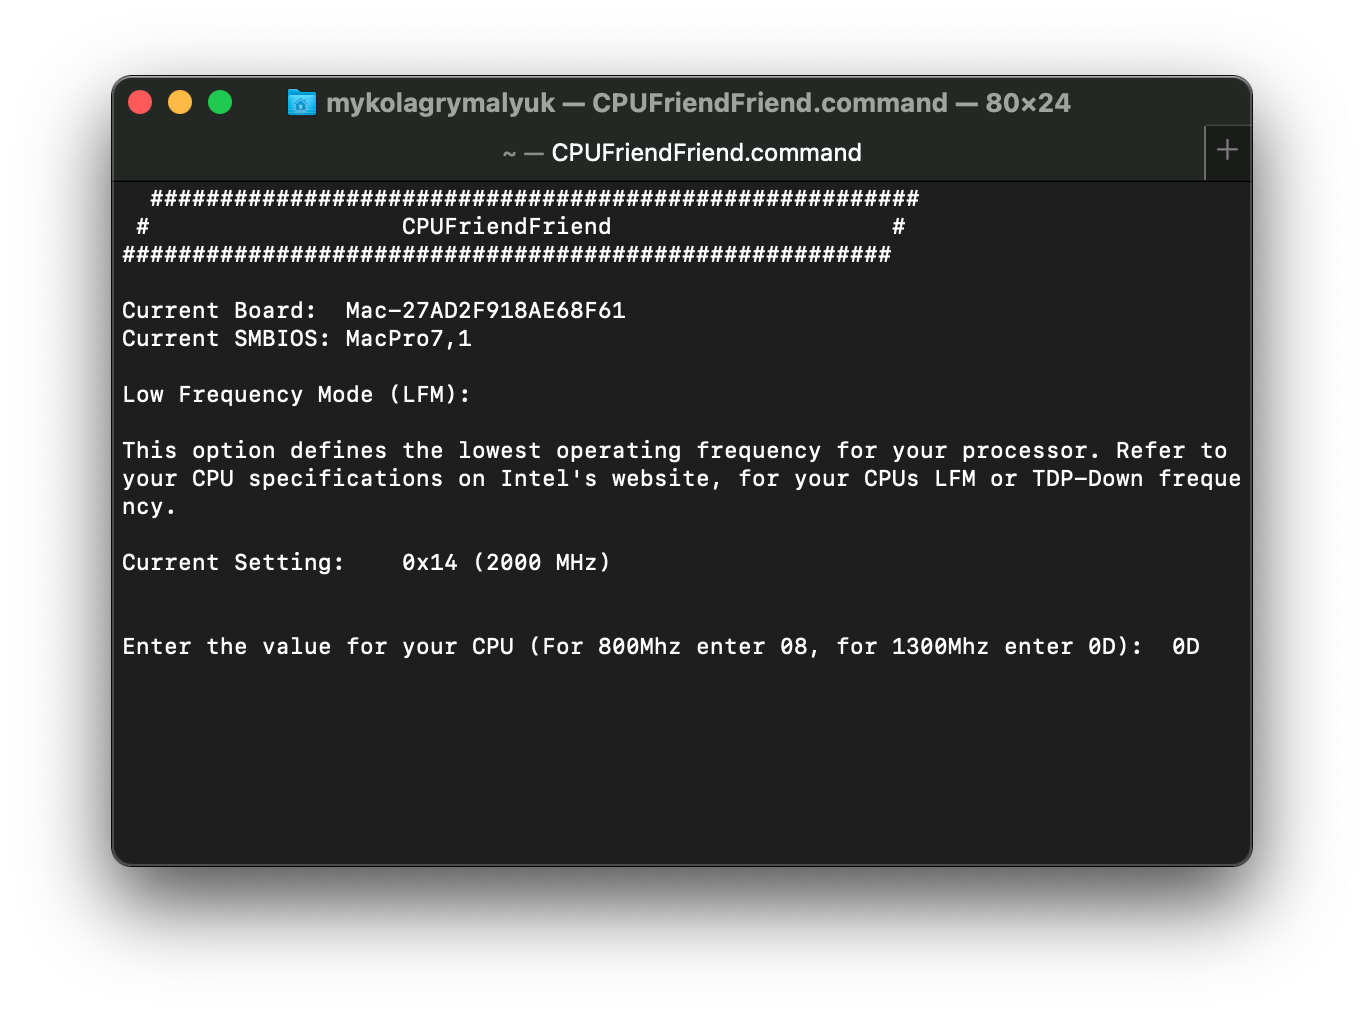 mykolagrymalyuk — CPUFriendFriend.command — 80×24
~ — CPUFriendFriend.command
+
#######################################################
# CPUFriendFriend #
#######################################################
Current Board: Mac-27AD2F918AE68F61
Current SMBIOS: MacPro7,1
Low Frequency Mode (LFM):
This option defines the lowest operating frequency for your processor. Refer to
your CPU specifications on Intel's website, for your CPUs LFM or TDP-Down freque
ncy.
Current Setting: 0x14 (2000 MHz)
Enter the value for your CPU (For 800Mhz enter 08, for 1300Mhz enter 0D): 0D